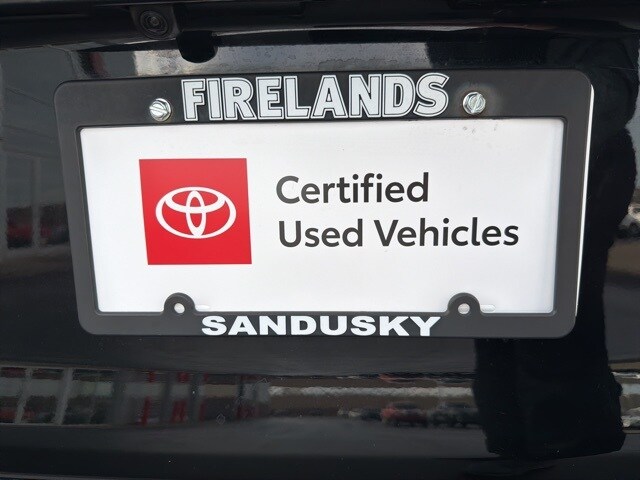 FIRELANDS
Certified
Used Vehicles
SANDUSKY